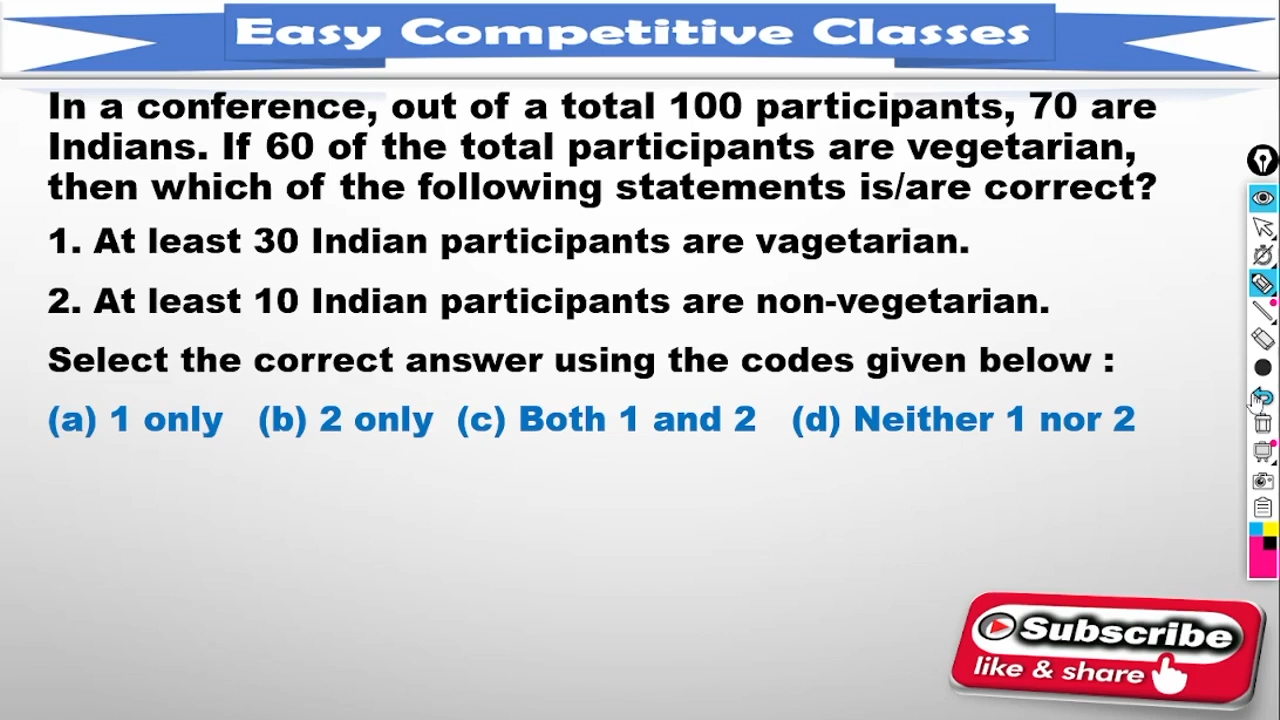 Easy Competitive Classes
In a conference, out of a total 100 participants, 70 are
Indians. If 60 of the total participants are vegetarian,
then which of the following statements is/are correct?
1. At least 30 Indian participants are vagetarian.
2. At least 10 Indian participants are non-vegetarian.
Select the correct answer using the codes given below :
(a) 1 only (b) 2 only (c) Both 1 and 2 (d) Neither 1 nor 2
Subscribe
like & share